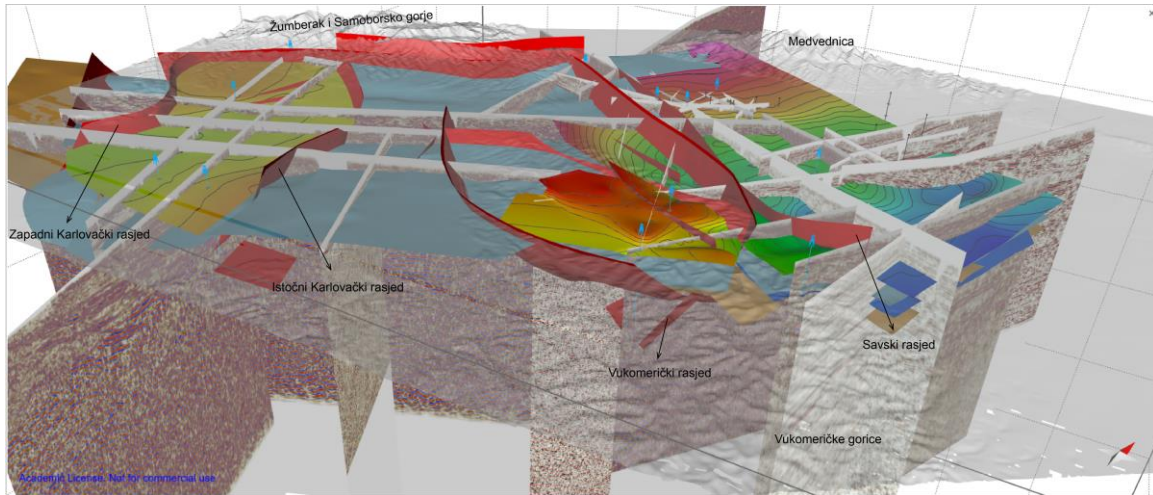 Žumberak i Samoborsko gorje
Medvednica
Zapadni Karlovački rasjed
Istočni Karlovački rasjed
Savski rasjed
Vukomerički rasjed
Vukomeričke gorice
Academic License. Not for commercial use